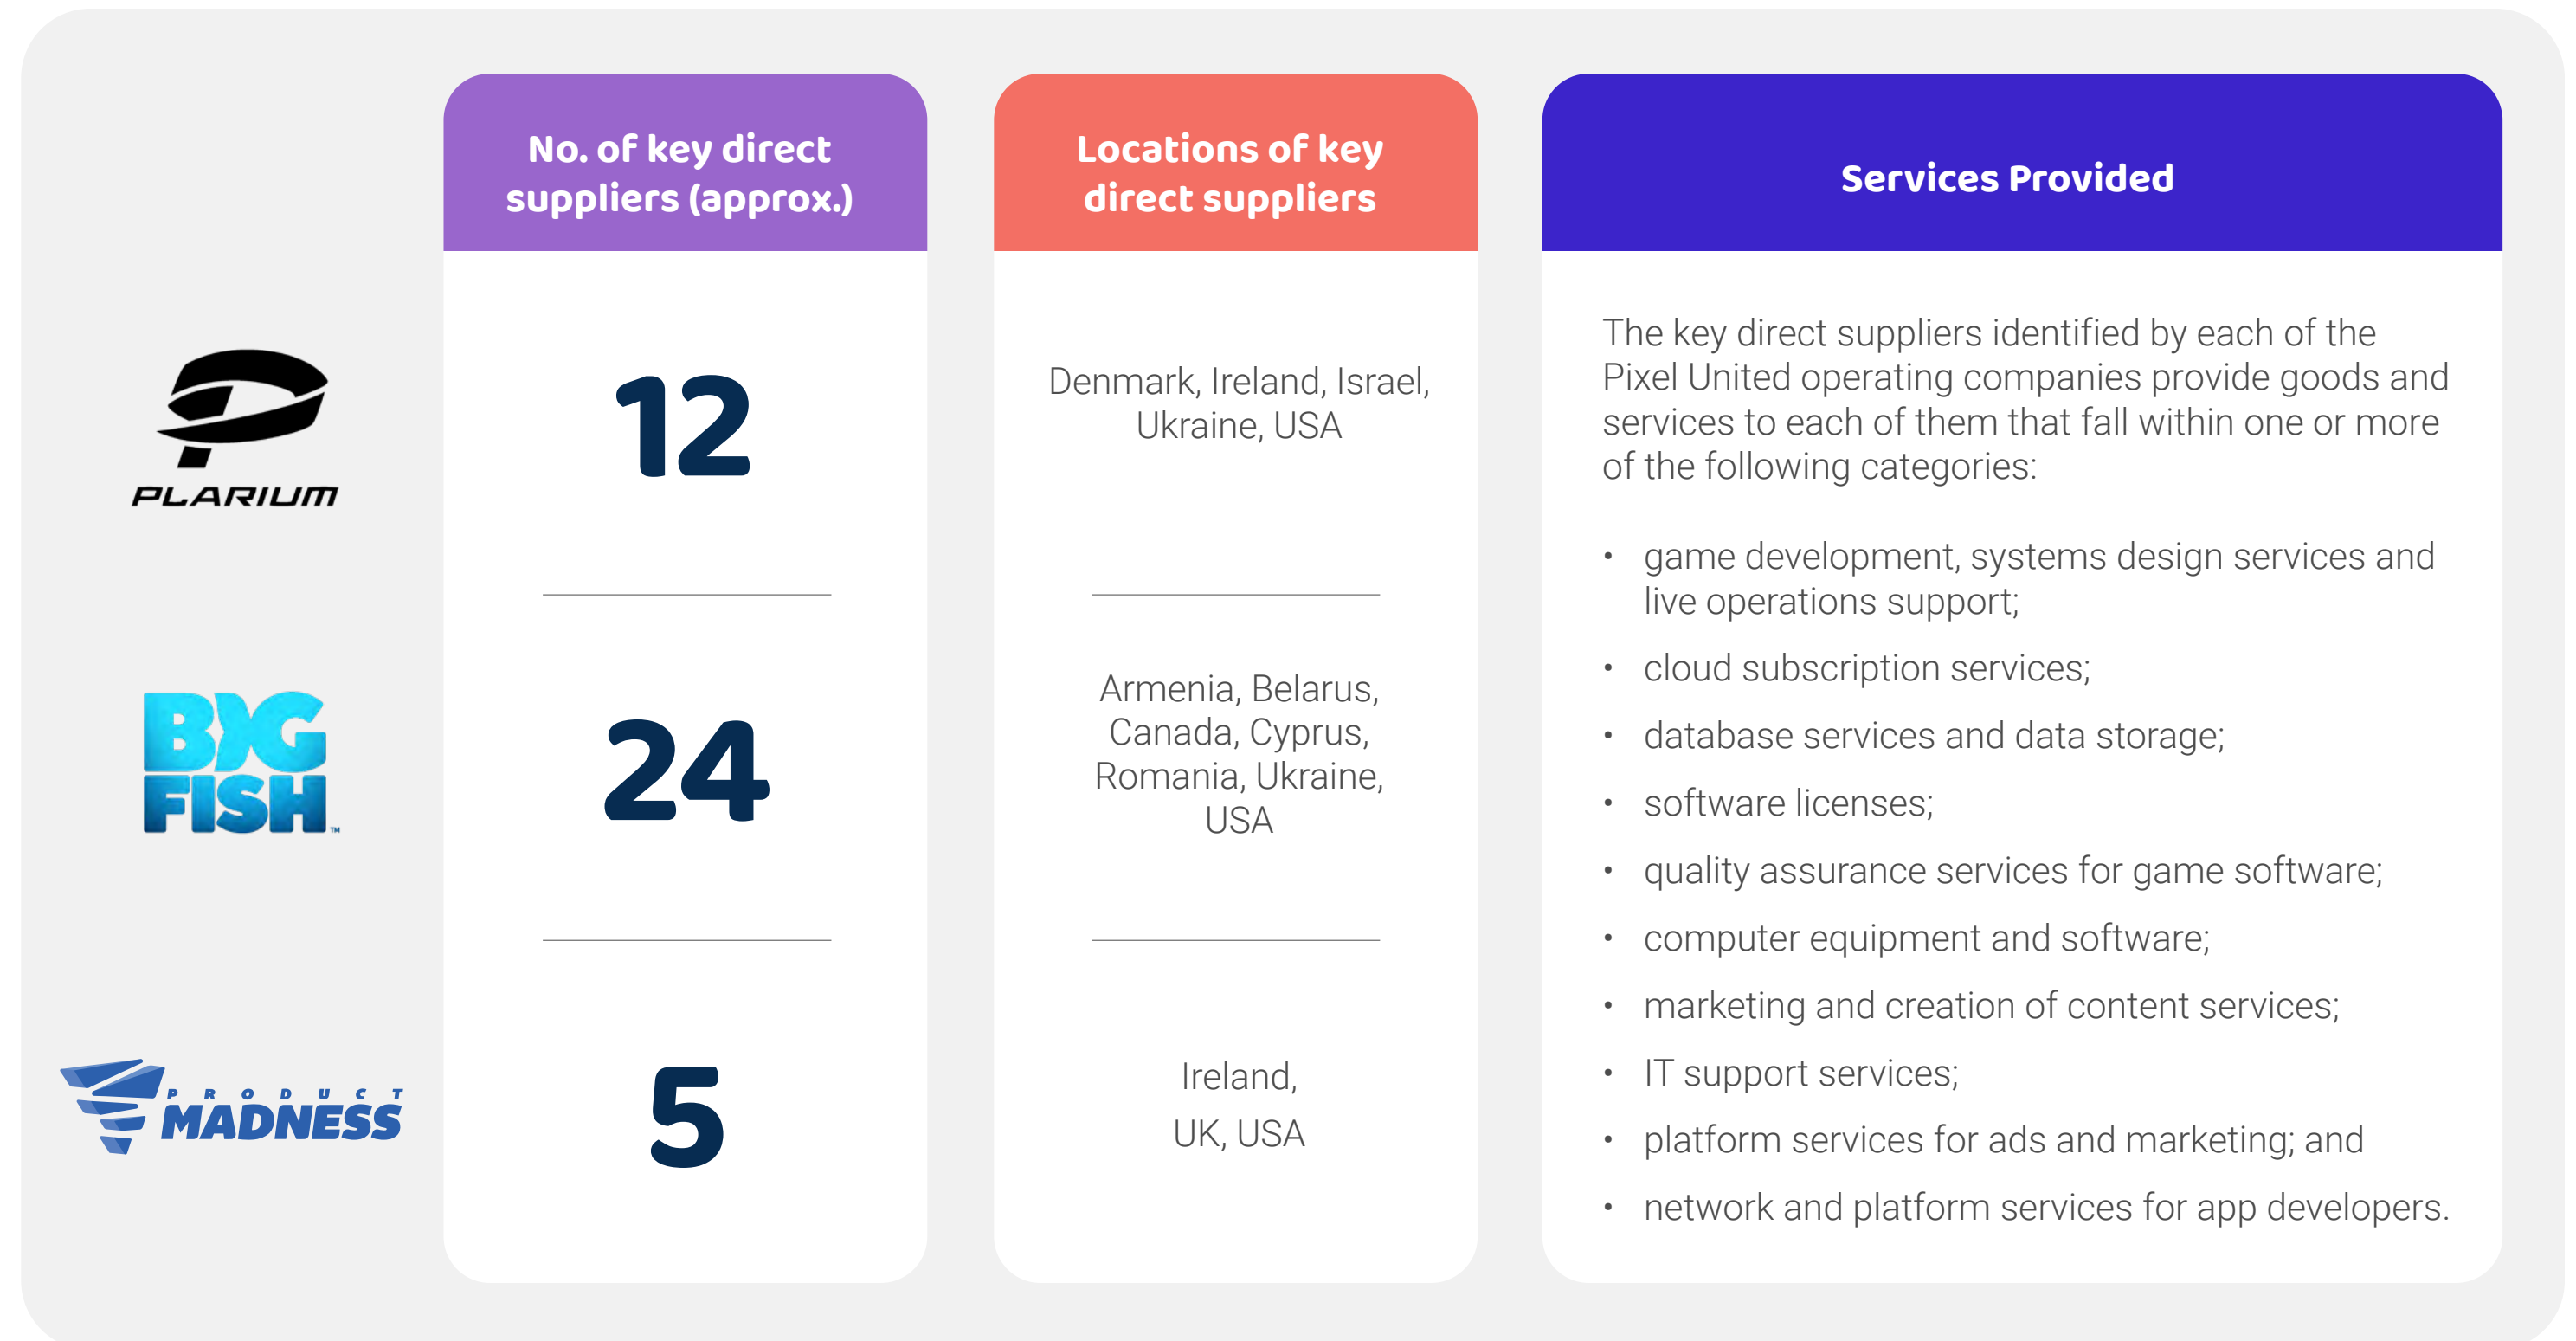 No. of key direct
suppliers (approx.)
Locations of key
direct suppliers
Services Provided
PLARIUM
12
Denmark, Ireland, Israel,
Ukraine, USA
BIG
FISH™
24
Armenia, Belarus,
Canada, Cyprus,
Romania, Ukraine,
USA
PRODUCT
MADNESS
5
Ireland,
UK, USA
The key direct suppliers identified by each of the
Pixel United operating companies provide goods and
services to each of them that fall within one or more
of the following categories:
• game development, systems design services and
live operations support;
• cloud subscription services;
• database services and data storage;
• software licenses;
• quality assurance services for game software;
• computer equipment and software;
• marketing and creation of content services;
• IT support services;
• platform services for ads and marketing; and
• network and platform services for app developers.